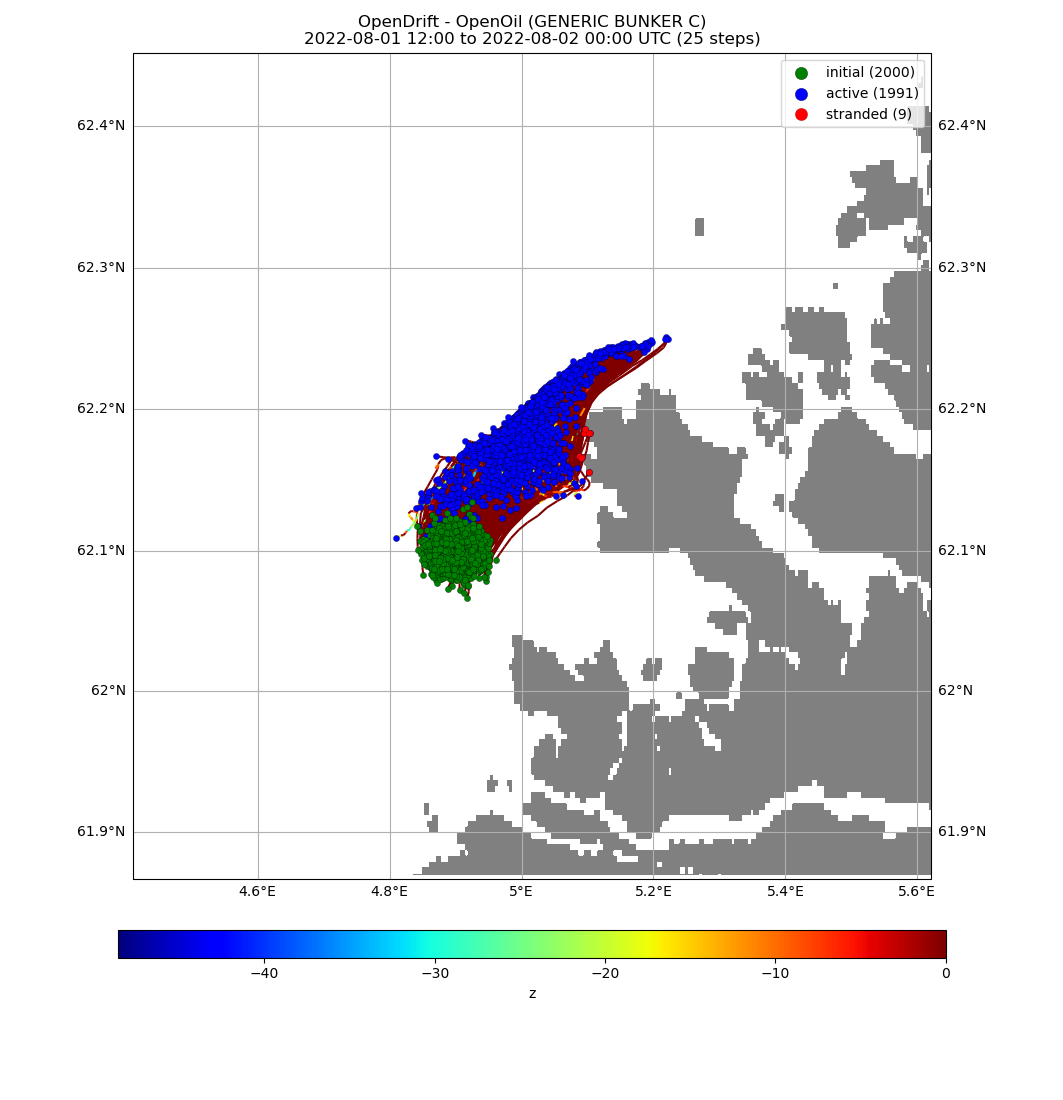 OpenDrift - OpenOil (GENERIC BUNKER C)
2022-08-01 12:00 to 2022-08-02 00:00 UTC (25 steps)
initial (2000)
active (1991)
stranded (9)
62.4°N 62.4°N
62.3°N 62.3°N
62.2°N 62.2°N
62.1°N 62.1°N
62°N 62°N
61.9°N 61.9°N
4.6°E 4.8°E 5°E 5.2°E 5.4°E 5.6°E
−40 −30 −20 −10 0
z